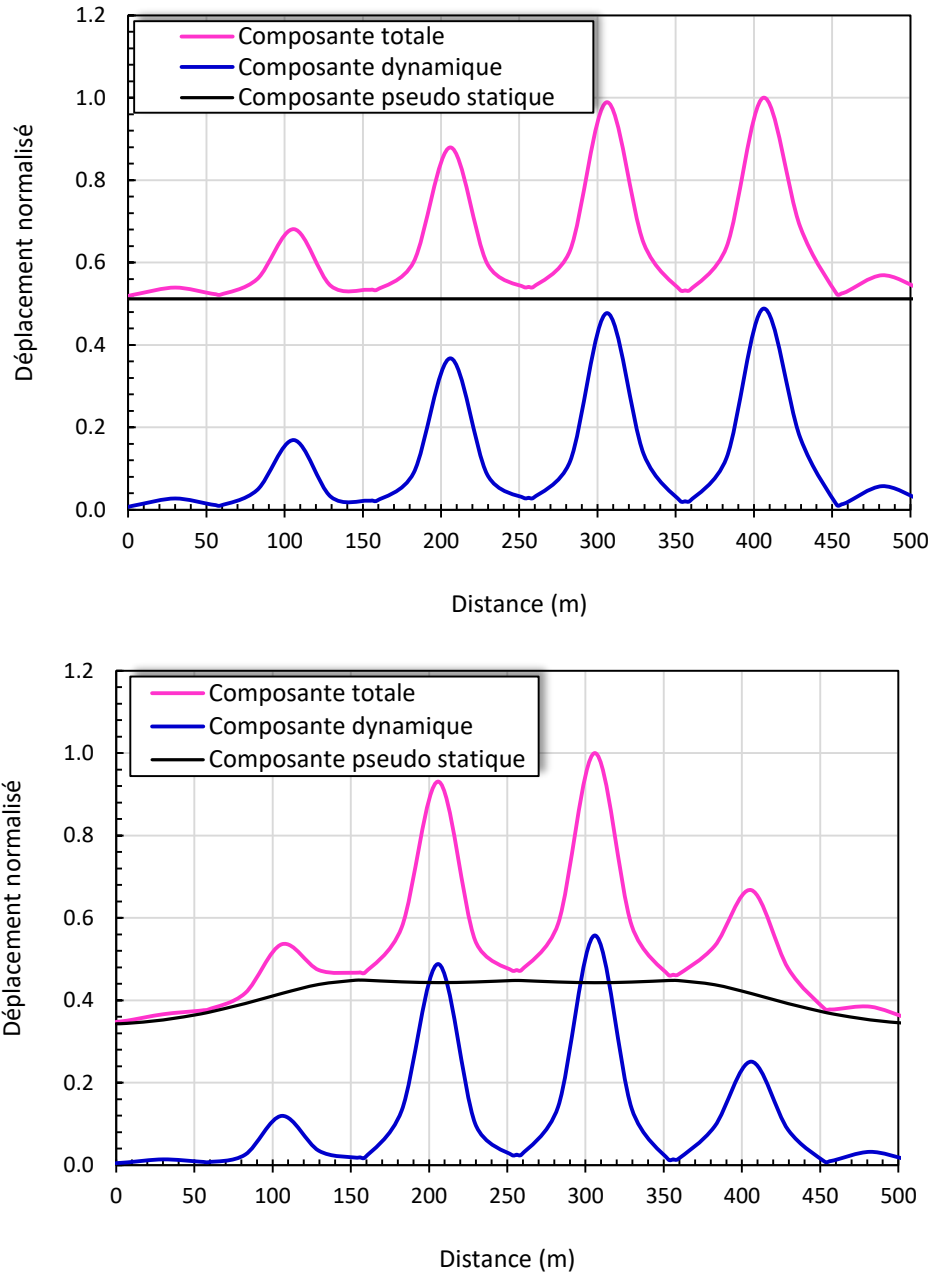 1.2
Composante totale
Composante dynamique
1.0
Composante pseudo statique
0.8
0.6
0.4
0.2
0.0
Déplacement normalisé
0 50 100 150 200 250 300 350 400 450 500
Distance (m)
1.2
Composante totale
Composante dynamique
1.0
Composante pseudo statique
0.8
0.6
0.4
0.2
0.0
Déplacement normalisé
0 50 100 150 200 250 300 350 400 450 500
Distance (m)